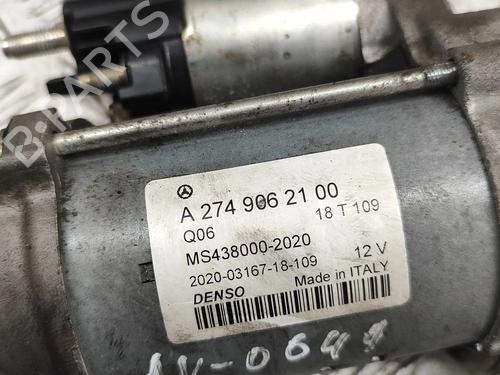 B-PARTS
A 274 906 21 00
Q06
18 T 109
MS438000-2020
12 V
2020-03167-18-109
Made in ITALY
DENSO